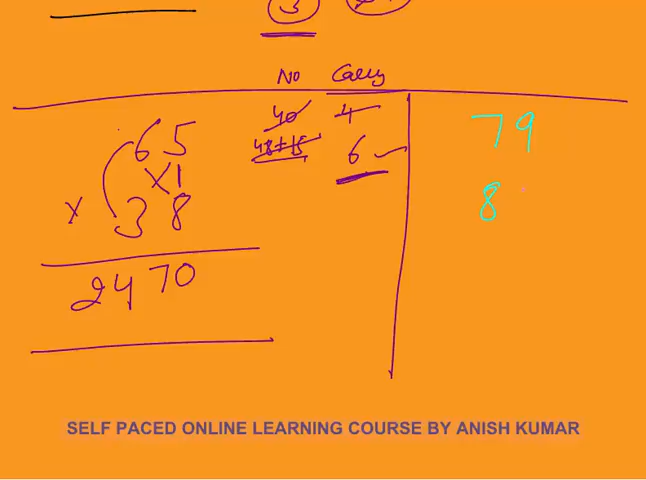 3
No Carry
40 4
65 48+15 6 79
× 38 8
2470
SELF PACED ONLINE LEARNING COURSE BY ANISH KUMAR